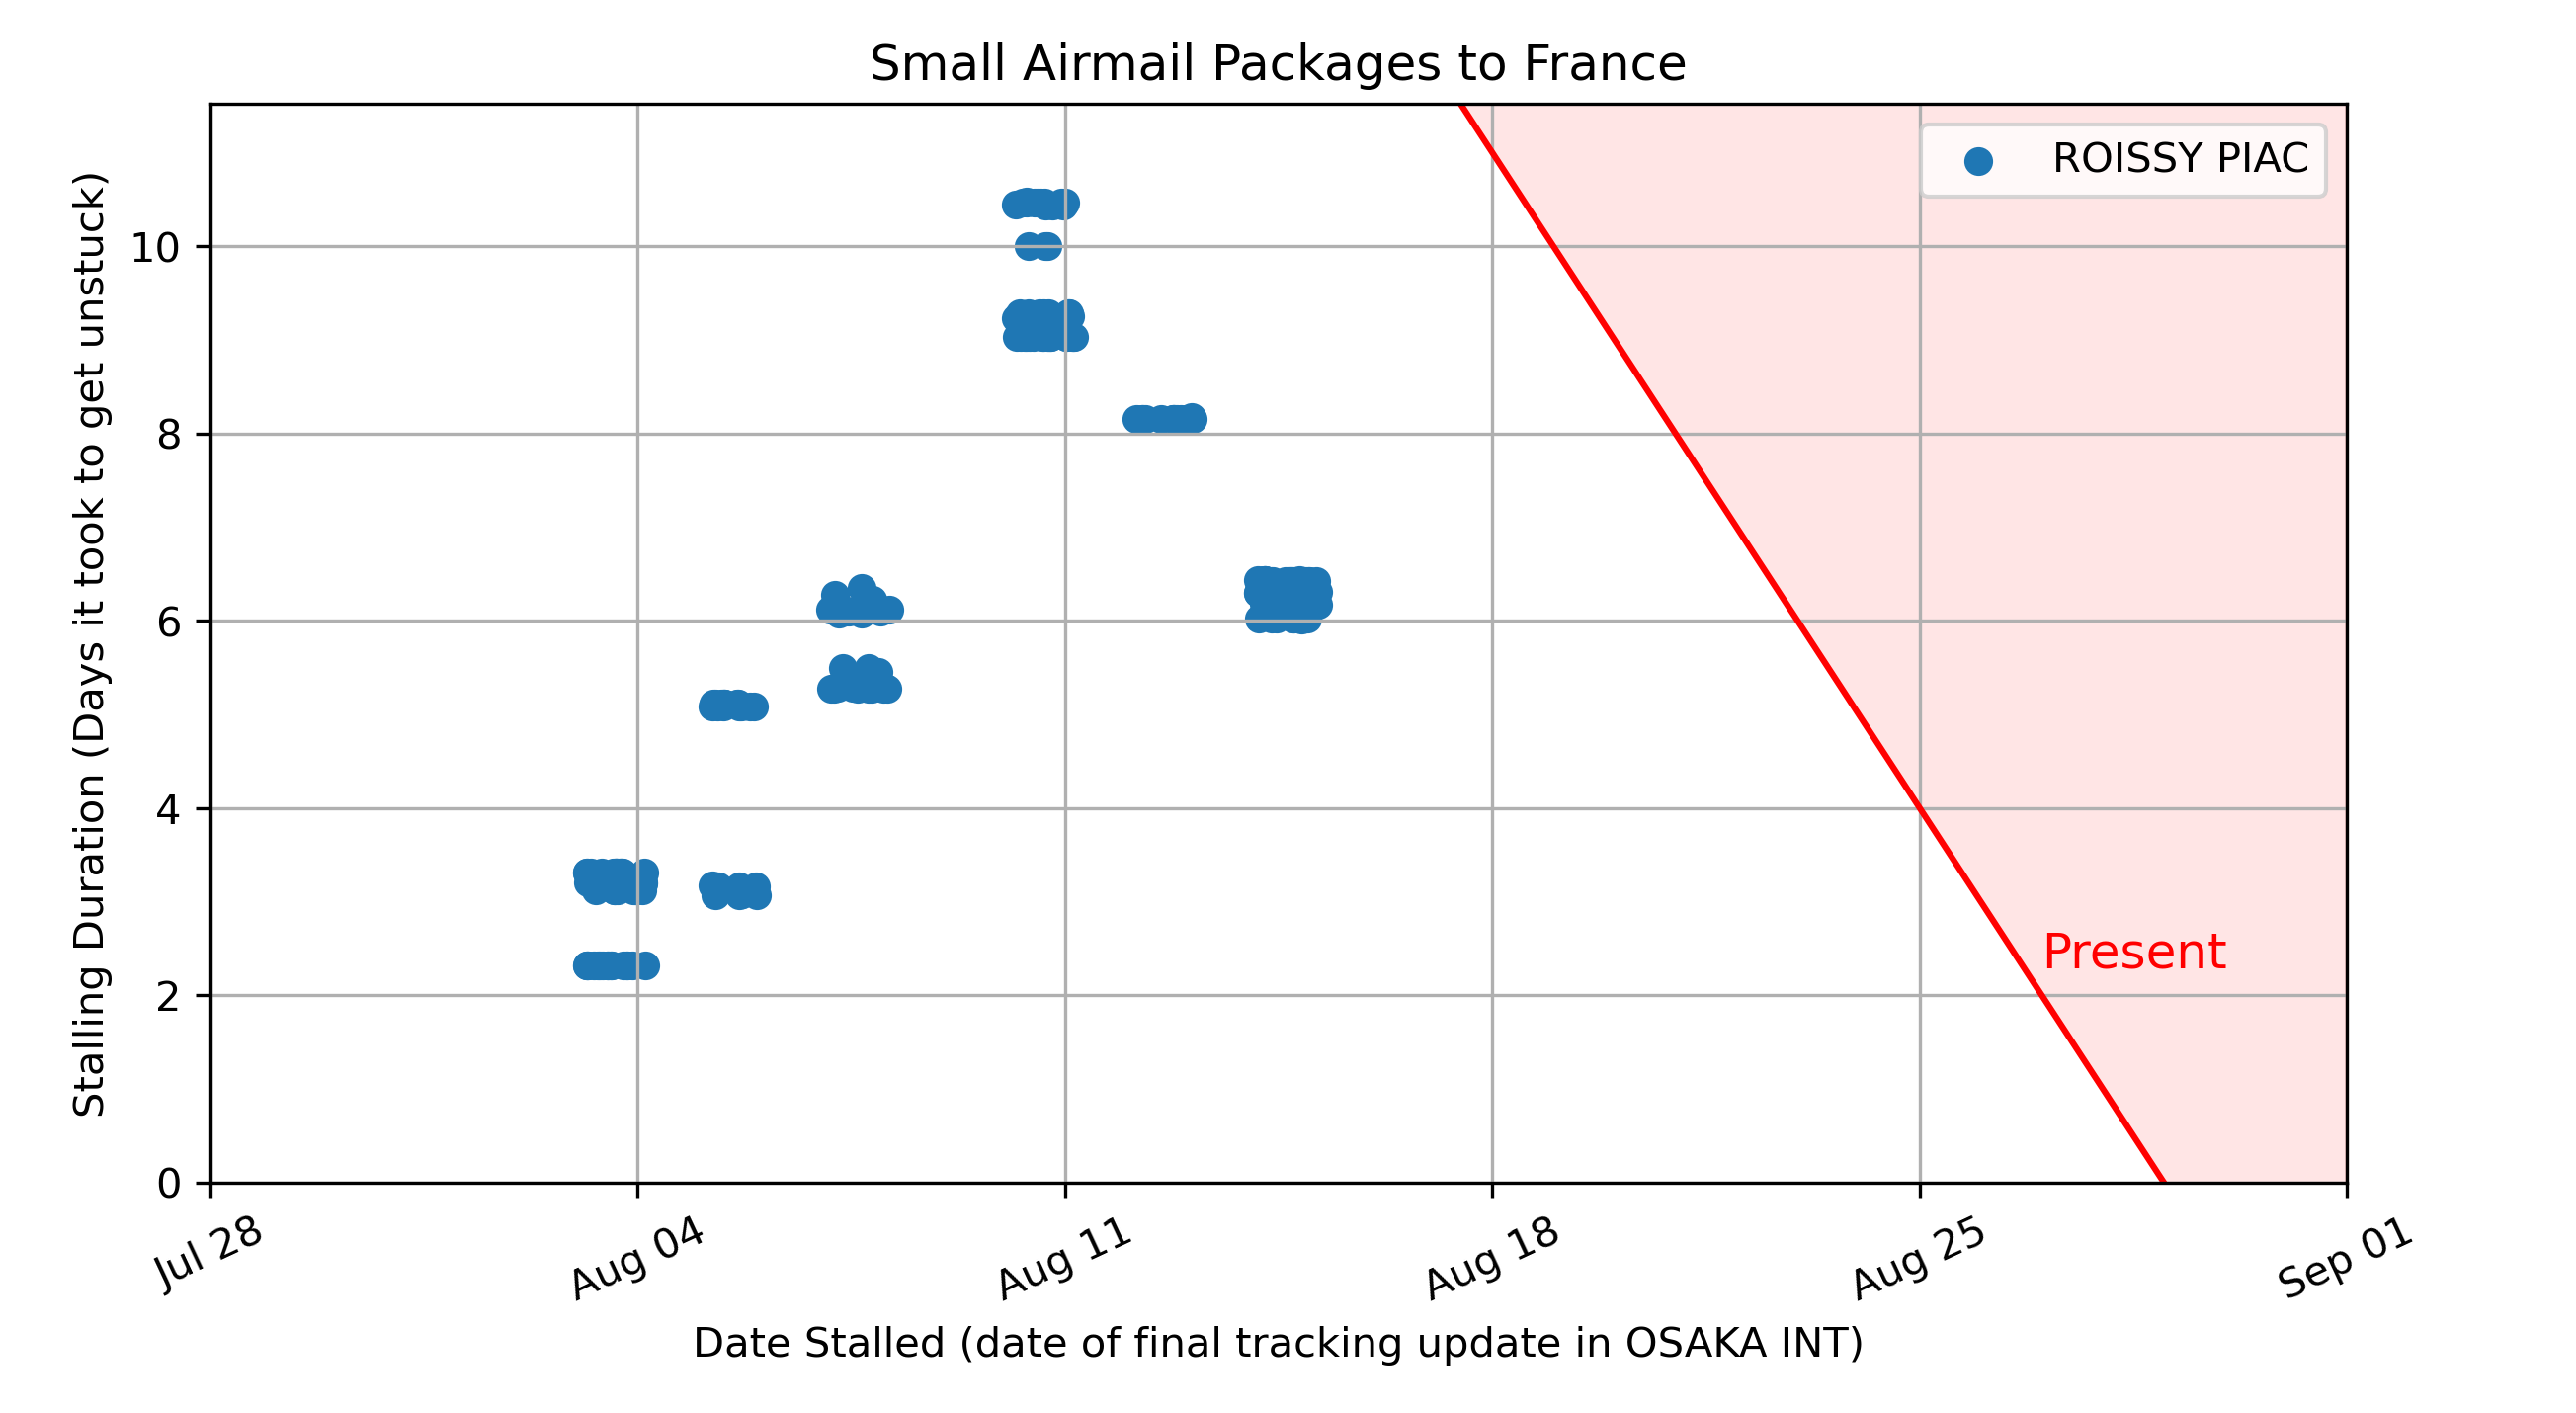 Small Airmail Packages to France
ROISSY PIAC
Stalling Duration (Days it took to get unstuck)
10
8
6
4
2
0
Present
Jul 28
Aug 04
Aug 11
Aug 18
Aug 25
Sep 01
Date Stalled (date of final tracking update in OSAKA INT)